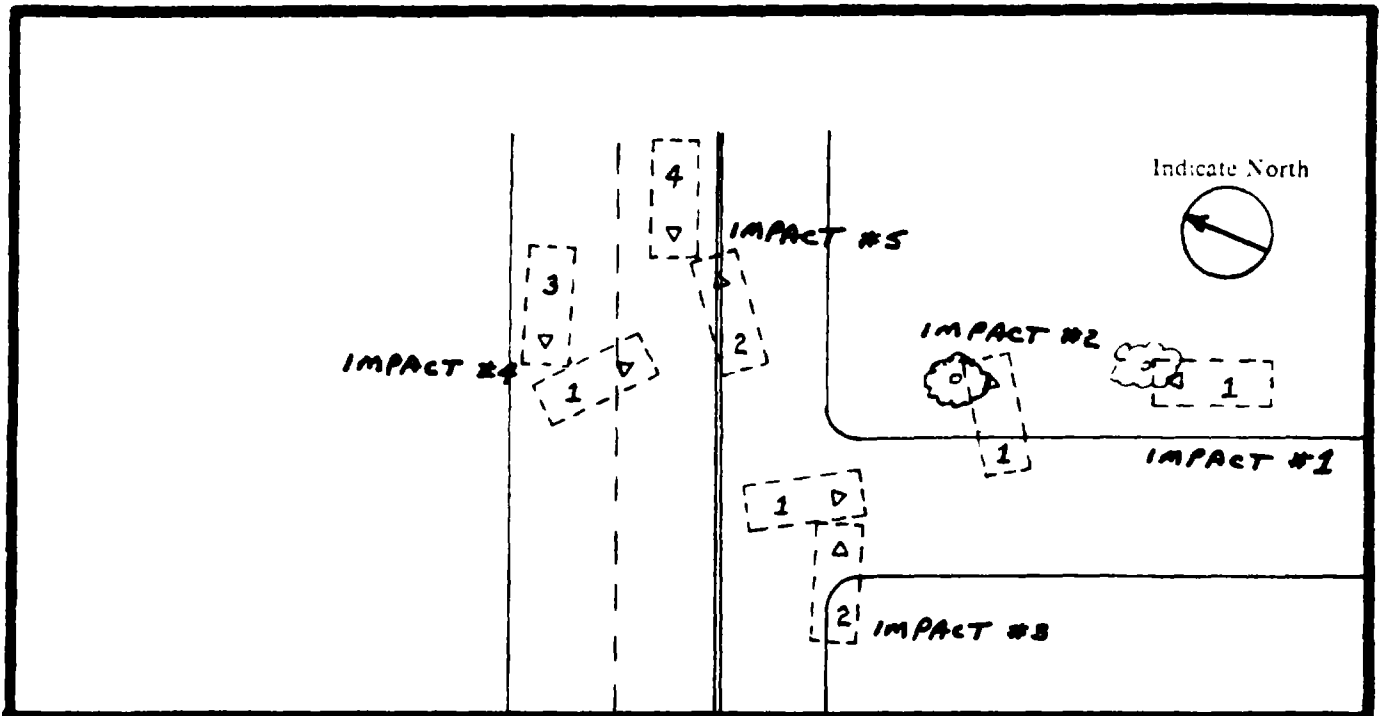 4
IMPACT #5
Indicate North
3
IMPACT #2
2
IMPACT #4
1
1
1
IMPACT #1
1
2
IMPACT #3